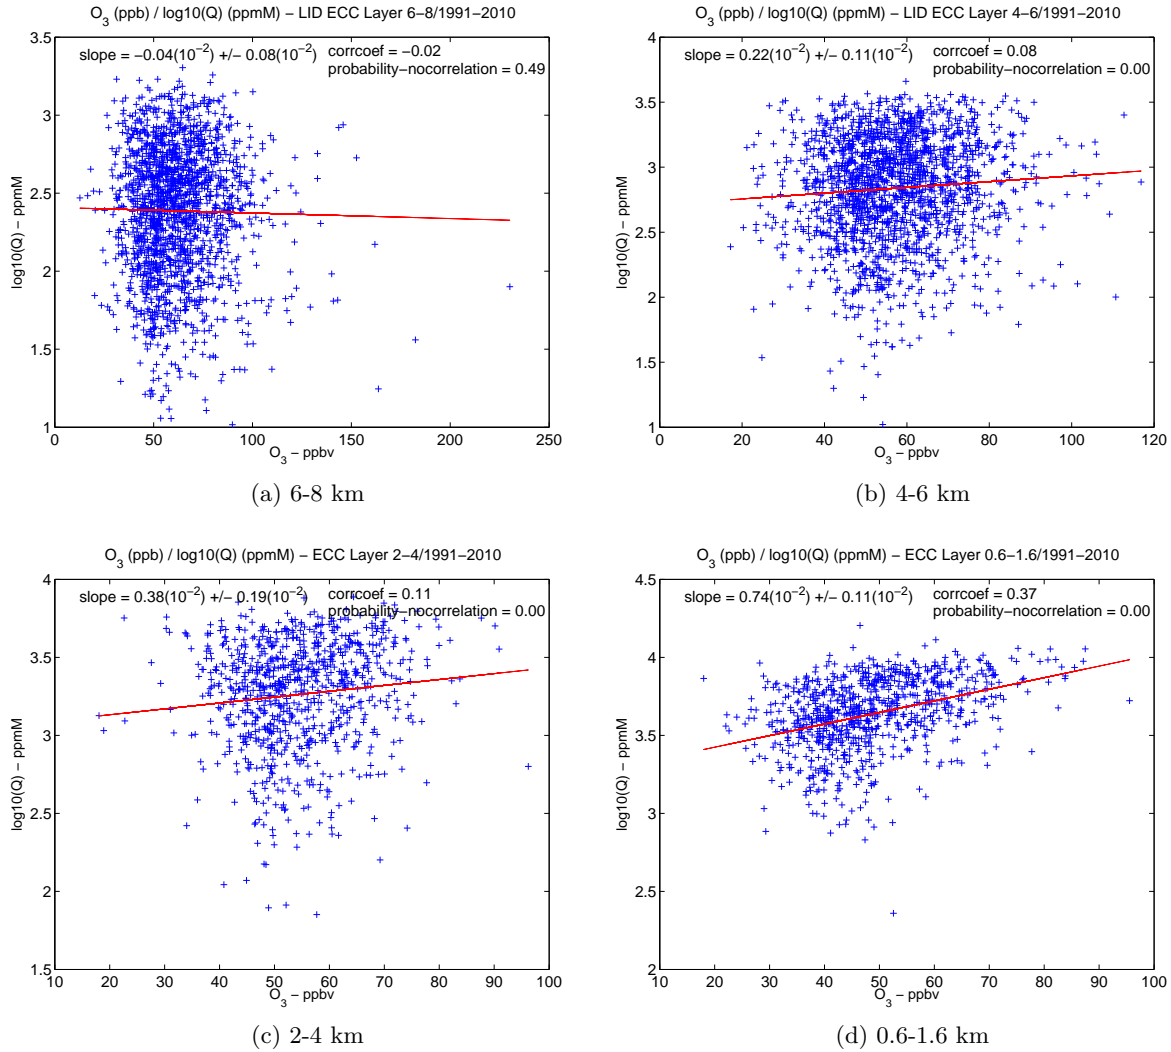 O3 (ppb) / log10(Q) (ppmM) − LID ECC Layer 6−8/1991−2010
slope = −0.04(10^−2) +/− 0.08(10^−2)
corrcoef = −0.02
probability−nocorrelation = 0.49
3.5
3
2.5
2
1.5
1
log10(Q) − ppmM
0 50 100 150 200 250
O3 − ppbv
(a) 6-8 km
O3 (ppb) / log10(Q) (ppmM) − LID ECC Layer 4−6/1991−2010
slope = 0.22(10^−2) +/− 0.11(10^−2)
corrcoef = 0.08
probability−nocorrelation = 0.00
4
3.5
3
2.5
2
1.5
1
log10(Q) − ppmM
0 20 40 60 80 100 120
O3 − ppbv
(b) 4-6 km
O3 (ppb) / log10(Q) (ppmM) − ECC Layer 2−4/1991−2010
slope = 0.38(10^−2) +/− 0.19(10^−2)
corrcoef = 0.11
probability−nocorrelation = 0.00
4
3.5
3
2.5
2
1.5
log10(Q) − ppmM
10 20 30 40 50 60 70 80 90 100
O3 − ppbv
(c) 2-4 km
O3 (ppb) / log10(Q) (ppmM) − ECC Layer 0.6−1.6/1991−2010
slope = 0.74(10^−2) +/− 0.11(10^−2)
corrcoef = 0.37
probability−nocorrelation = 0.00
4.5
4
3.5
3
2.5
2
log10(Q) − ppmM
10 20 30 40 50 60 70 80 90 100
O3 − ppbv
(d) 0.6-1.6 km